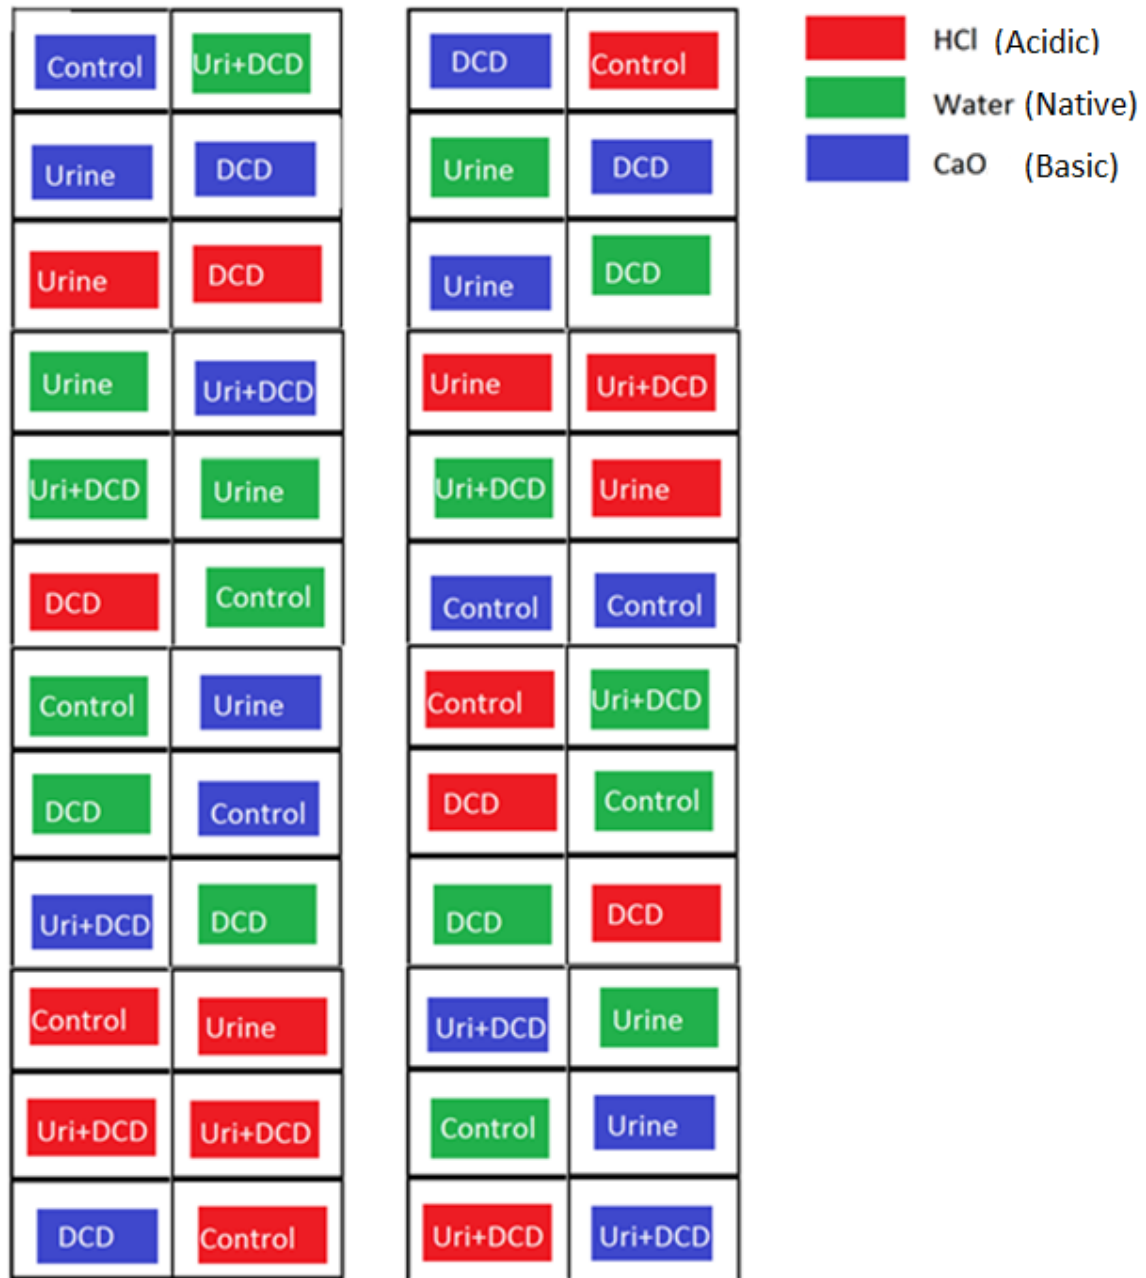 Control Uri+DCD DCD Control HCl (Acidic)
Water (Native)
Urine DCD Urine DCD CaO (Basic)
Urine DCD Urine DCD
Urine Uri+DCD Urine Uri+DCD
Uri+DCD Urine Uri+DCD Urine
DCD Control Control Control
Control Urine Control Uri+DCD
DCD Control DCD Control
Uri+DCD DCD DCD DCD
Control Urine Uri+DCD Urine
Uri+DCD Uri+DCD Control Urine
DCD Control Uri+DCD Uri+DCD